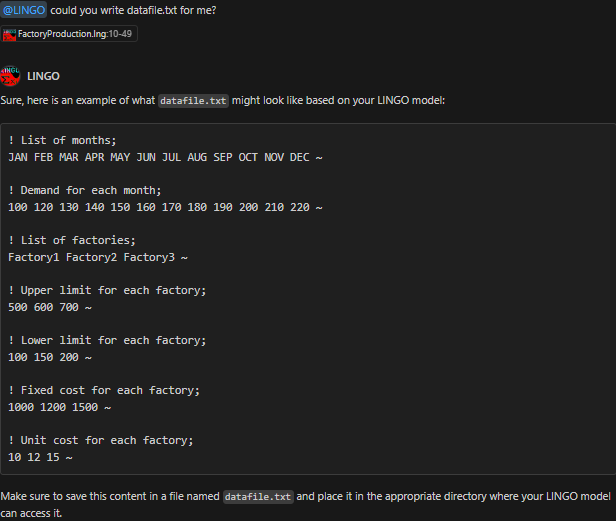 @LINGO could you write datafile.txt for me?
FactoryProduction.lng:10-49
LINGO
Sure, here is an example of what datafile.txt might look like based on your LINGO model:
! List of months;
JAN FEB MAR APR MAY JUN JUL AUG SEP OCT NOV DEC ~
! Demand for each month;
100 120 130 140 150 160 170 180 190 200 210 220 ~
! List of factories;
Factory1 Factory2 Factory3 ~
! Upper limit for each factory;
500 600 700 ~
! Lower limit for each factory;
100 150 200 ~
! Fixed cost for each factory;
1000 1200 1500 ~
! Unit cost for each factory;
10 12 15 ~
Make sure to save this content in a file named datafile.txt and place it in the appropriate directory where your LINGO model
can access it.